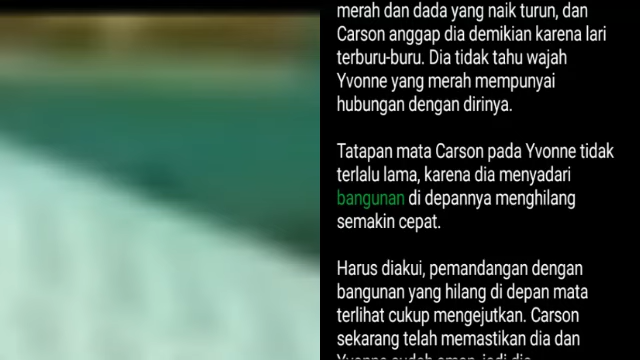 merah dan dada yang naik turun, dan
Carson anggap dia demikian karena lari
terburu-buru. Dia tidak tahu wajah
Yvonne yang merah mempunyai
hubungan dengan dirinya.
Tatapan mata Carson pada Yvonne tidak
terlalu lama, karena dia menyadari
bangunan di depannya menghilang
semakin cepat.
Harus diakui, pemandangan dengan
bangunan yang hilang di depan mata
terlihat cukup mengejutkan. Carson
sekarang telah memastikan dia dan